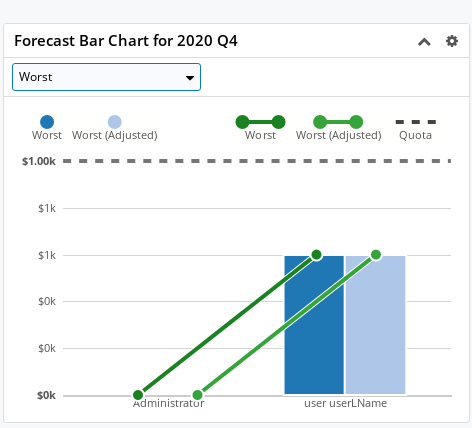 Forecast Bar Chart for 2020 Q4
Worst
Worst Worst (Adjusted) Worst Worst (Adjusted) Quota
$1.00k
$1k
$1k
$0k
$0k
$0k
Administrator user userLName